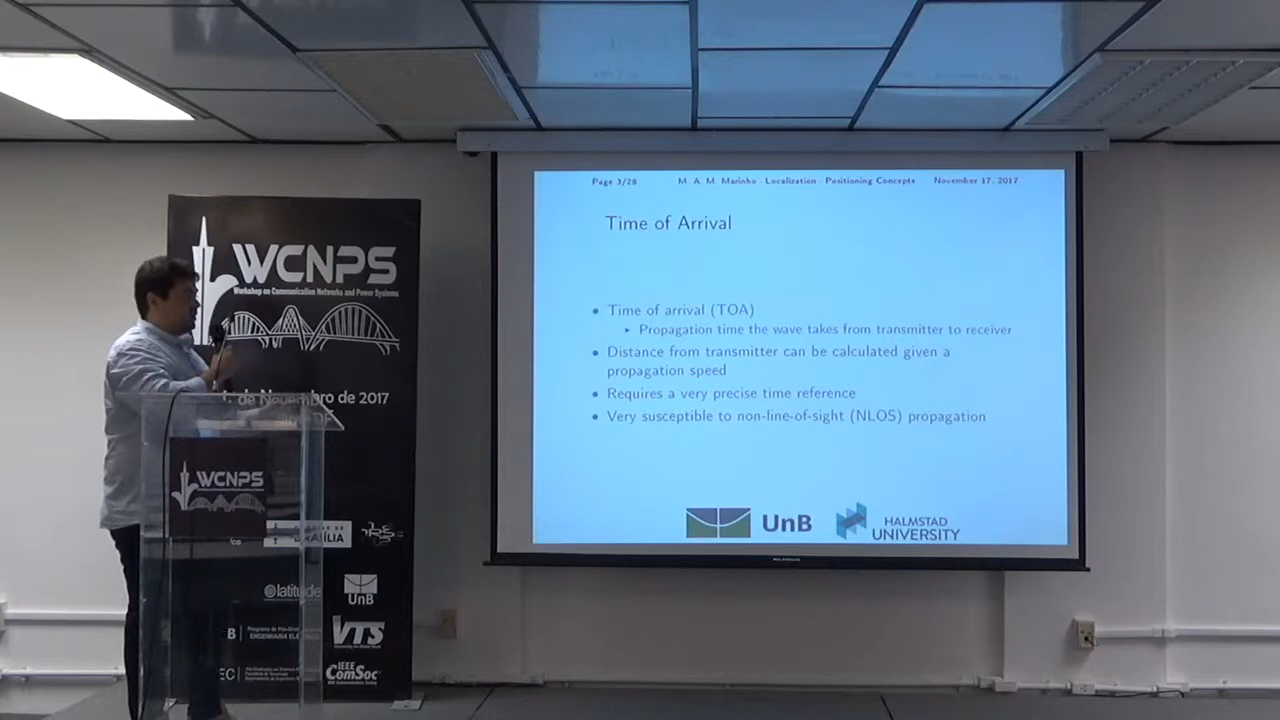 Page 3/28 M. A. M. Marinho · Localization · Positioning Concepts November 17, 2017
Time of Arrival
• Time of arrival (TOA)
▸ Propagation time the wave takes from transmitter to receiver
• Distance from transmitter can be calculated given a
propagation speed
• Requires a very precise time reference
• Very susceptible to non-line-of-sight (NLOS) propagation
UnB
HALMSTAD
UNIVERSITY
WCNPS
Workshop on Communication Networks and Power Systems
de 2017
WCNPS
@latitude
UnB
VTS
IEEE
ComSoc